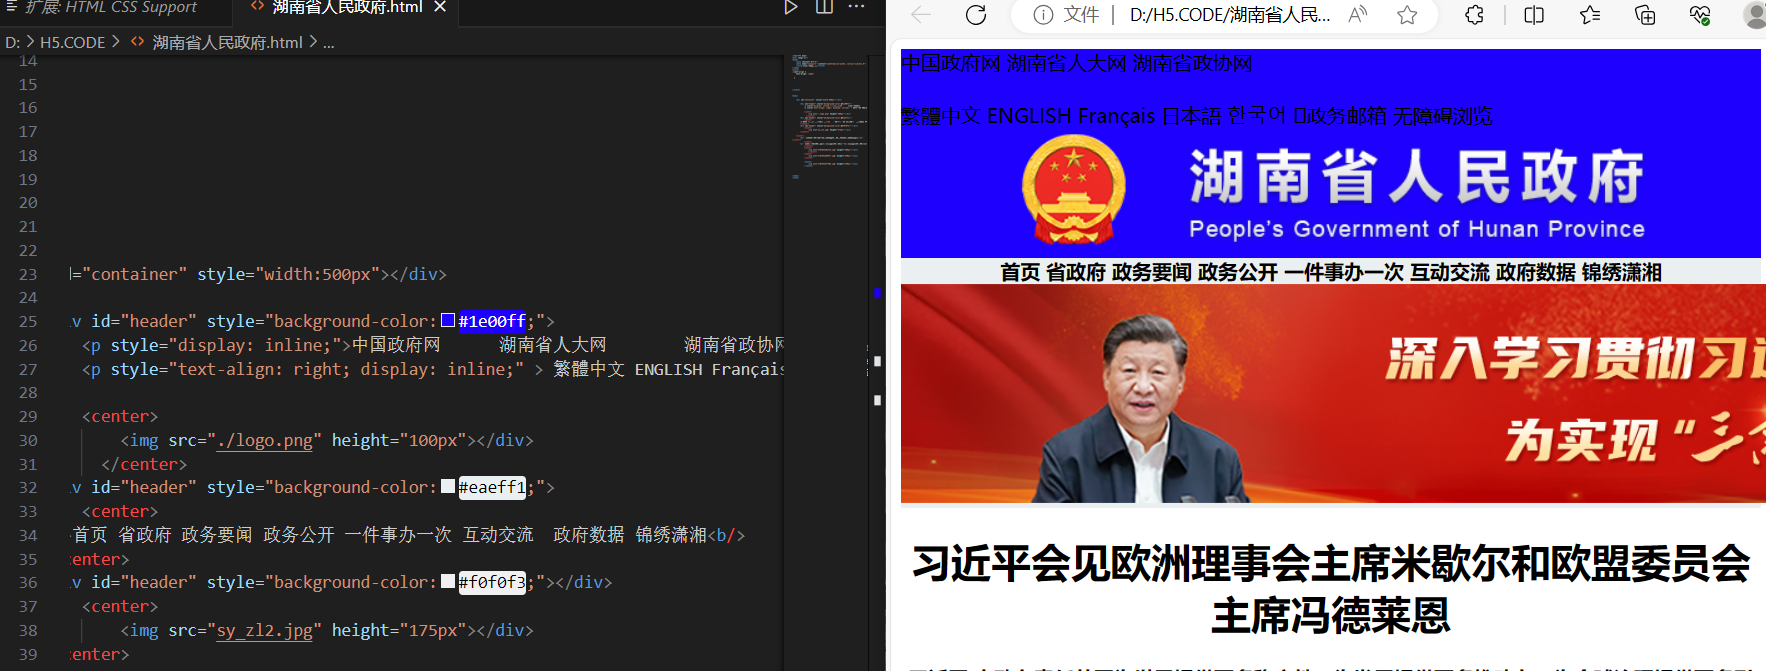 扩展: HTML CSS Support
湖南省人民政府.html
D: > H5.CODE > 湖南省人民政府.html > ...
14
15
16
17
18
19
20
21
22
23 ="container" style="width:500px"></div>
24
25 v id="header" style="background-color: #1e00ff;">
26 <p style="display: inline;">中国政府网 湖南省人大网 湖南省政协网
27 <p style="text-align: right; display: inline;" > 繁體中文 ENGLISH Français
28
29 <center>
30 <img src="./logo.png" height="100px"></div>
31 </center>
32 v id="header" style="background-color: #eaeff1;">
33 <center>
34 首页 省政府 政务要闻 政务公开 一件事办一次 互动交流 政府数据 锦绣潇湘<b/>
35 center>
36 v id="header" style="background-color: #f0f0f3;"></div>
37 <center>
38 <img src="sy_zl2.jpg" height="175px"></div>
39 center>
文件 | D:/H5.CODE/湖南省人民...
中国政府网 湖南省人大网 湖南省政协网
繁體中文 ENGLISH Français 日本語 한국어 政务邮箱 无障碍浏览
湖南省人民政府
People's Government of Hunan Province
首页 省政府 政务要闻 政务公开 一件事办一次 互动交流 政府数据 锦绣潇湘
深入学习贯彻习近
为实现“三
习近平会见欧洲理事会主席米歇尔和欧盟委员会
主席冯德莱恩